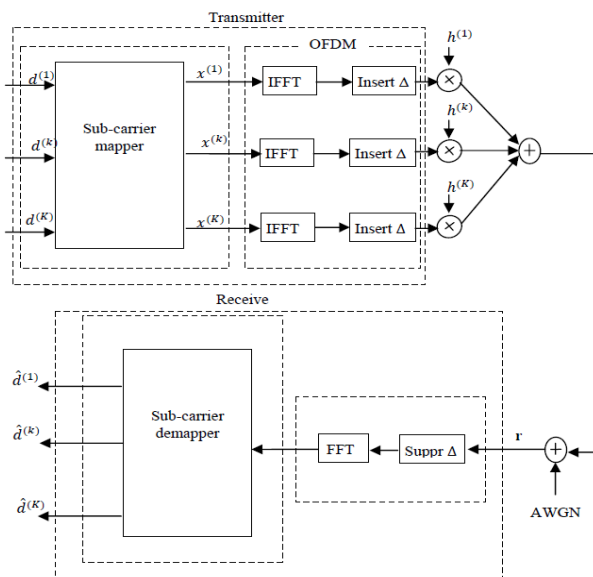 Transmitter
OFDM
h^(1)
d^(1)
x^(1)
IFFT
Insert Δ
×
h^(k)
Sub-carrier
mapper
d^(k)
x^(k)
IFFT
Insert Δ
×
+
h^(K)
d^(K)
x^(K)
IFFT
Insert Δ
×
Receive
d̂^(1)
d̂^(k)
d̂^(K)
Sub-carrier
demapper
FFT
Suppr Δ
r
+
AWGN